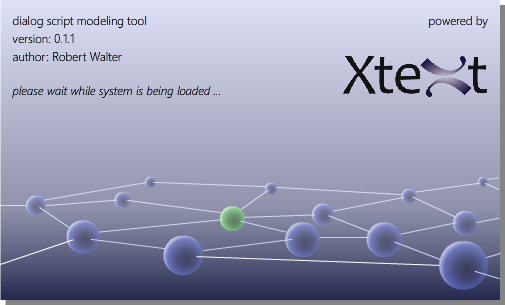 dialog script modeling tool
version: 0.1.1
author: Robert Walter
please wait while system is being loaded ...
powered by
Xtext